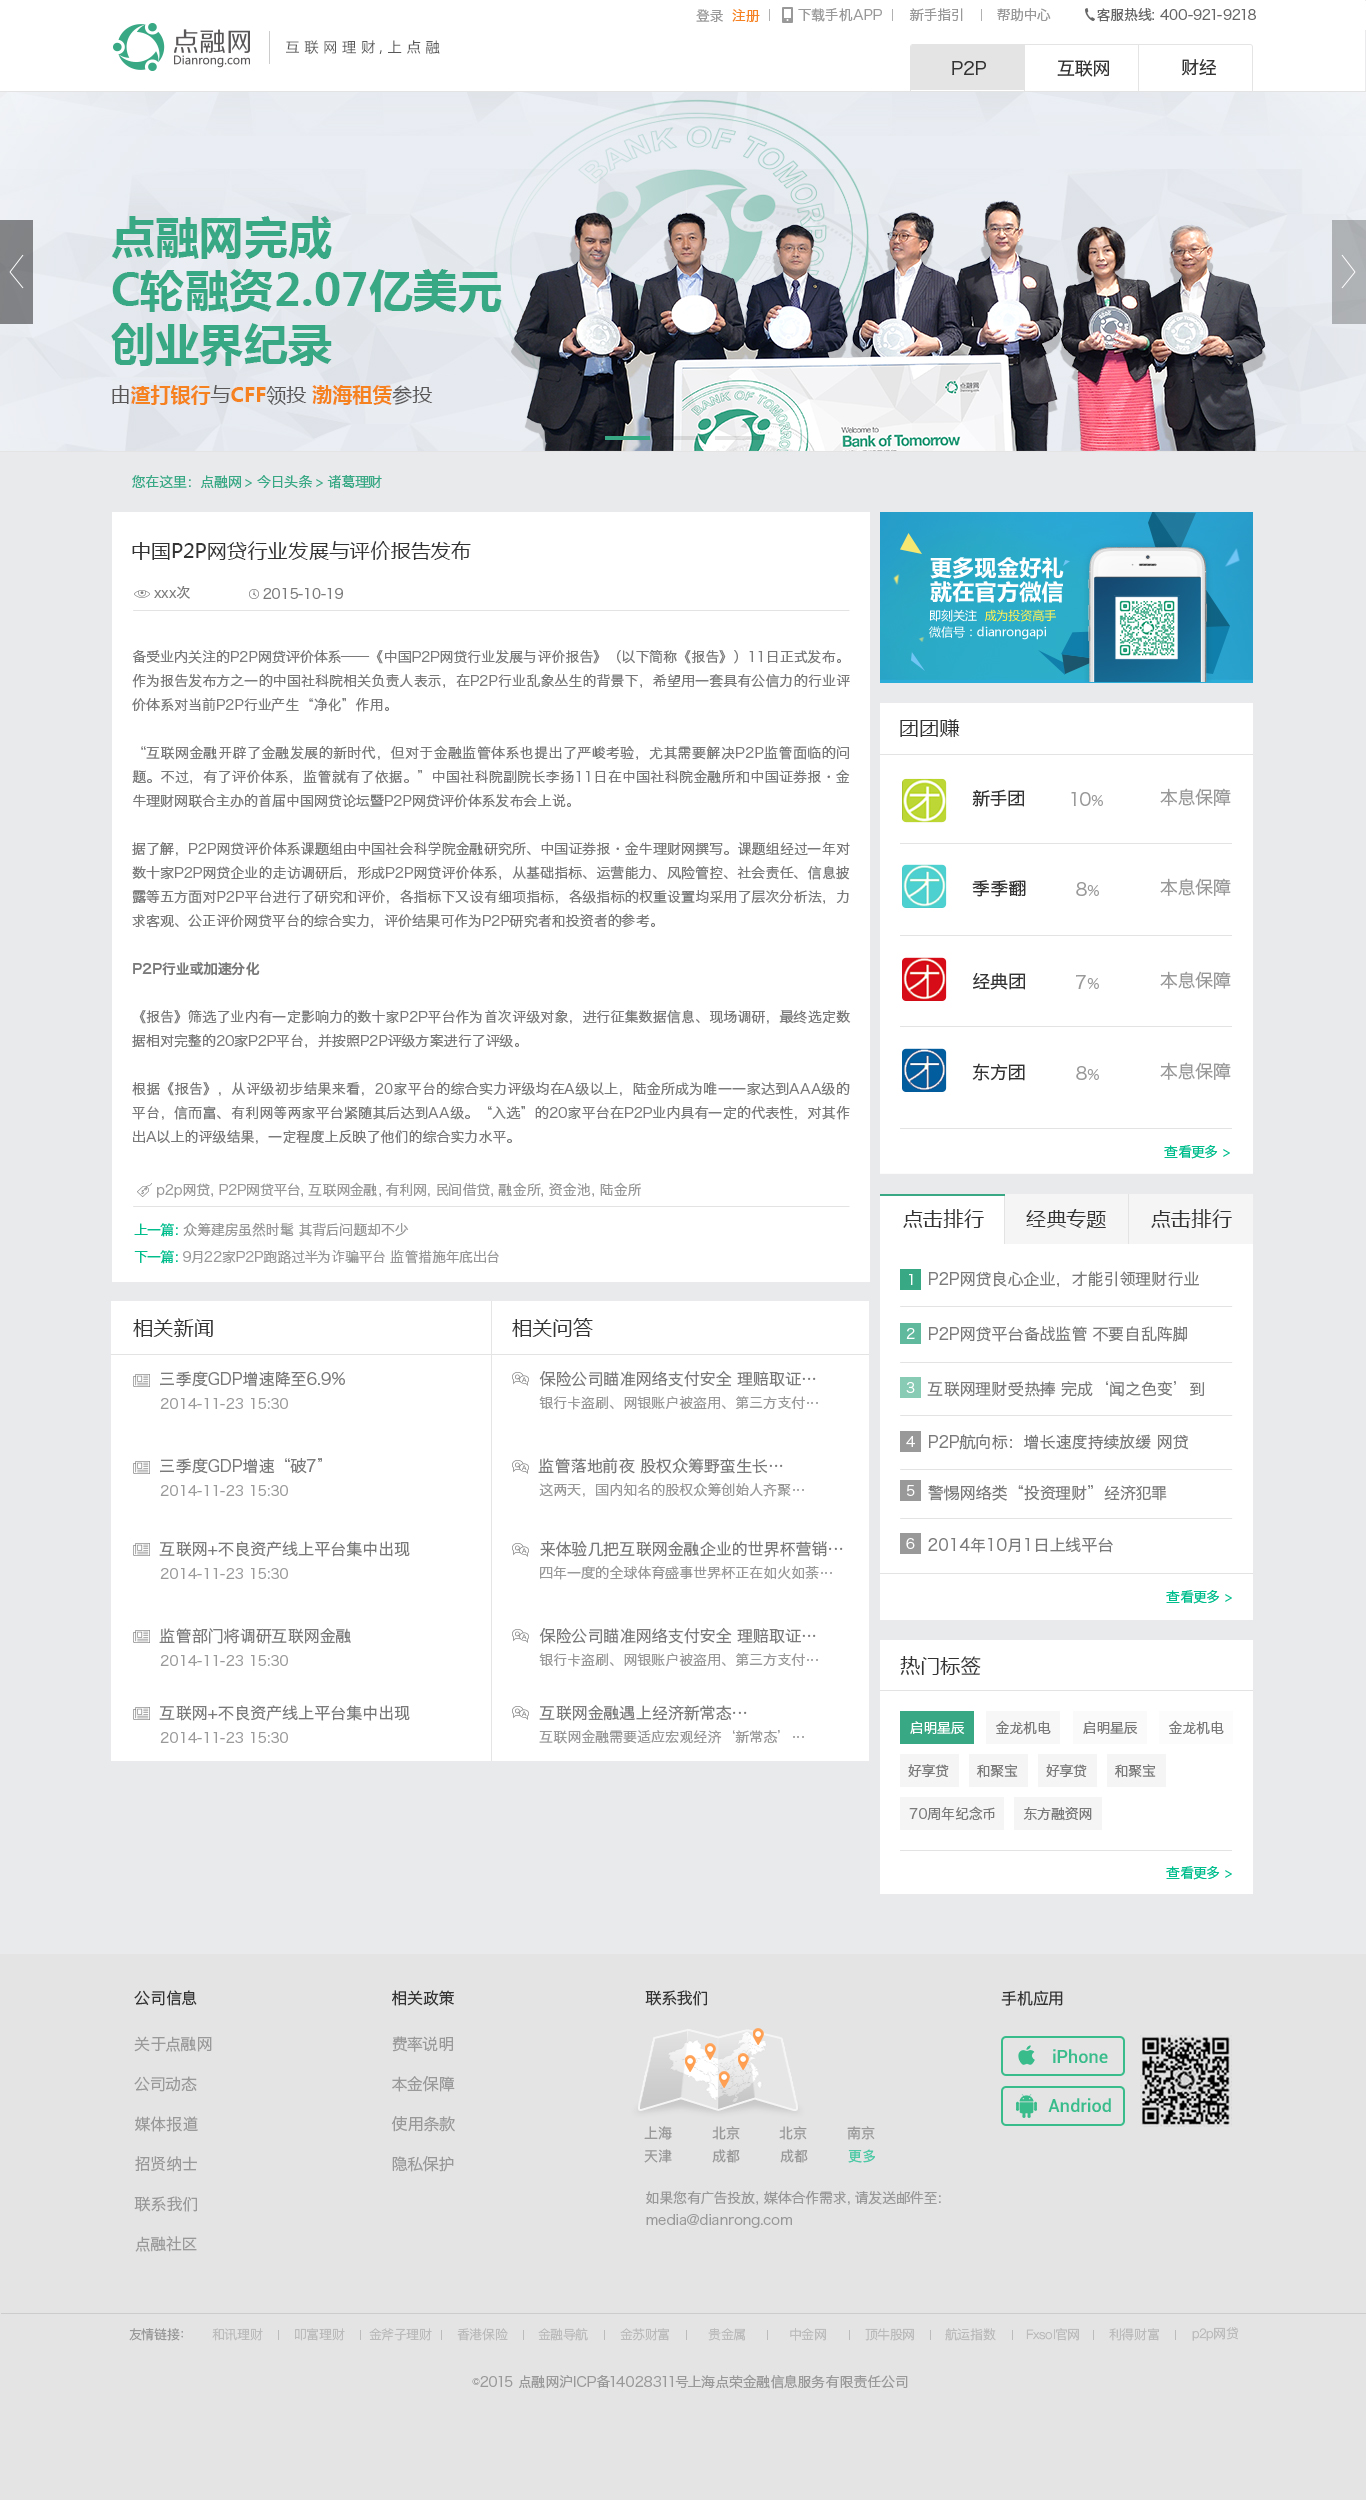 登录 注册 | 下载手机APP | 新手指引 | 帮助中心 客服热线: 400-921-9218
点融网
Dianrong.com
互联网理财,上点融
P2P 互联网 财经
BANK OF TOMORROW
点融网完成
C轮融资2.07亿美元
创业界纪录
由渣打银行与CFF领投 渤海租赁参投
点融网
BANK OF TOMORROW
Welcome to
Bank of Tomorrow
您在这里：点融网 > 今日头条 > 诸葛理财
中国P2P网贷行业发展与评价报告发布
xxx次 2015-10-19
备受业内关注的P2P网贷评价体系——《中国P2P网贷行业发展与评价报告》（以下简称《报告》）11日正式发布。
作为报告发布方之一的中国社科院相关负责人表示，在P2P行业乱象丛生的背景下，希望用一套具有公信力的行业评
价体系对当前P2P行业产生“净化”作用。
“互联网金融开辟了金融发展的新时代，但对于金融监管体系也提出了严峻考验，尤其需要解决P2P监管面临的问
题。不过，有了评价体系，监管就有了依据。”中国社科院副院长李扬11日在中国社科院金融所和中国证券报·金
牛理财网联合主办的首届中国网贷论坛暨P2P网贷评价体系发布会上说。
据了解，P2P网贷评价体系课题组由中国社会科学院金融研究所、中国证券报·金牛理财网撰写。课题组经过一年对
数十家P2P网贷企业的走访调研后，形成P2P网贷评价体系，从基础指标、运营能力、风险管控、社会责任、信息披
露等五方面对P2P平台进行了研究和评价，各指标下又设有细项指标，各级指标的权重设置均采用了层次分析法，力
求客观、公正评价网贷平台的综合实力，评价结果可作为P2P研究者和投资者的参考。
P2P行业或加速分化
《报告》筛选了业内有一定影响力的数十家P2P平台作为首次评级对象，进行征集数据信息、现场调研，最终选定数
据相对完整的20家P2P平台，并按照P2P评级方案进行了评级。
根据《报告》，从评级初步结果来看，20家平台的综合实力评级均在A级以上，陆金所成为唯一一家达到AAA级的
平台，信而富、有利网等两家平台紧随其后达到AA级。“入选”的20家平台在P2P业内具有一定的代表性，对其作
出A以上的评级结果，一定程度上反映了他们的综合实力水平。
p2p网贷, P2P网贷平台, 互联网金融, 有利网, 民间借贷, 融金所, 资金池, 陆金所
上一篇: 众筹建房虽然时髦 其背后问题却不少
下一篇: 9月22家P2P跑路过半为诈骗平台 监管措施年底出台
更多现金好礼
就在官方微信
即刻关注 成为投资高手
微信号：dianrongapi
团团赚
新手团 10% 本息保障
季季翻 8% 本息保障
经典团 7% 本息保障
东方团 8% 本息保障
查看更多 >
点击排行 经典专题 点击排行
1 P2P网贷良心企业，才能引领理财行业
2 P2P网贷平台备战监管 不要自乱阵脚
3 互联网理财受热捧 完成‘闻之色变’到
4 P2P航向标：增长速度持续放缓 网贷
5 警惕网络类“投资理财”经济犯罪
6 2014年10月1日上线平台
查看更多 >
相关新闻
三季度GDP增速降至6.9%
2014-11-23 15:30
三季度GDP增速“破7”
2014-11-23 15:30
互联网+不良资产线上平台集中出现
2014-11-23 15:30
监管部门将调研互联网金融
2014-11-23 15:30
互联网+不良资产线上平台集中出现
2014-11-23 15:30
相关问答
保险公司瞄准网络支付安全 理赔取证…
银行卡盗刷、网银账户被盗用、第三方支付…
监管落地前夜 股权众筹野蛮生长…
这两天，国内知名的股权众筹创始人齐聚…
来体验几把互联网金融企业的世界杯营销…
四年一度的全球体育盛事世界杯正在如火如荼…
保险公司瞄准网络支付安全 理赔取证…
银行卡盗刷、网银账户被盗用、第三方支付…
互联网金融遇上经济新常态…
互联网金融需要适应宏观经济‘新常态’…
热门标签
启明星辰 金龙机电 启明星辰 金龙机电
好享贷 和聚宝 好享贷 和聚宝
70周年纪念币 东方融资网
查看更多 >
公司信息
关于点融网
公司动态
媒体报道
招贤纳士
联系我们
点融社区
相关政策
费率说明
本金保障
使用条款
隐私保护
联系我们
上海 北京 北京 南京
天津 成都 成都 更多
如果您有广告投放, 媒体合作需求, 请发送邮件至:
media@dianrong.com
手机应用
iPhone
Andriod
友情链接: 和讯理财 | 叩富理财 | 金斧子理财 | 香港保险 | 金融导航 | 金苏财富 | 贵金属 | 中金网 | 顶牛股网 | 航运指数 | Fxsol官网 | 利得财富 | p2p网贷
©2015 点融网沪ICP备14028311号上海点荣金融信息服务有限责任公司